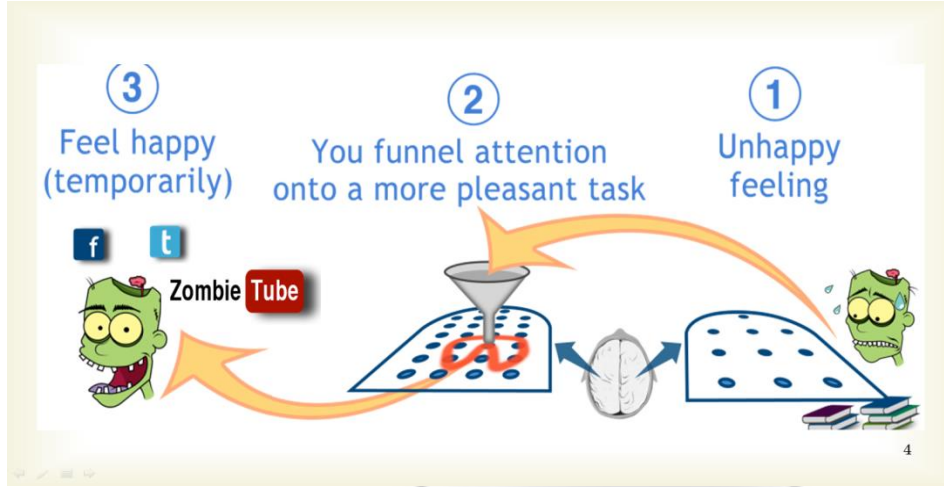 3
Feel happy
(temporarily)
2
You funnel attention
onto a more pleasant task
1
Unhappy
feeling
f
t
Zombie Tube
4